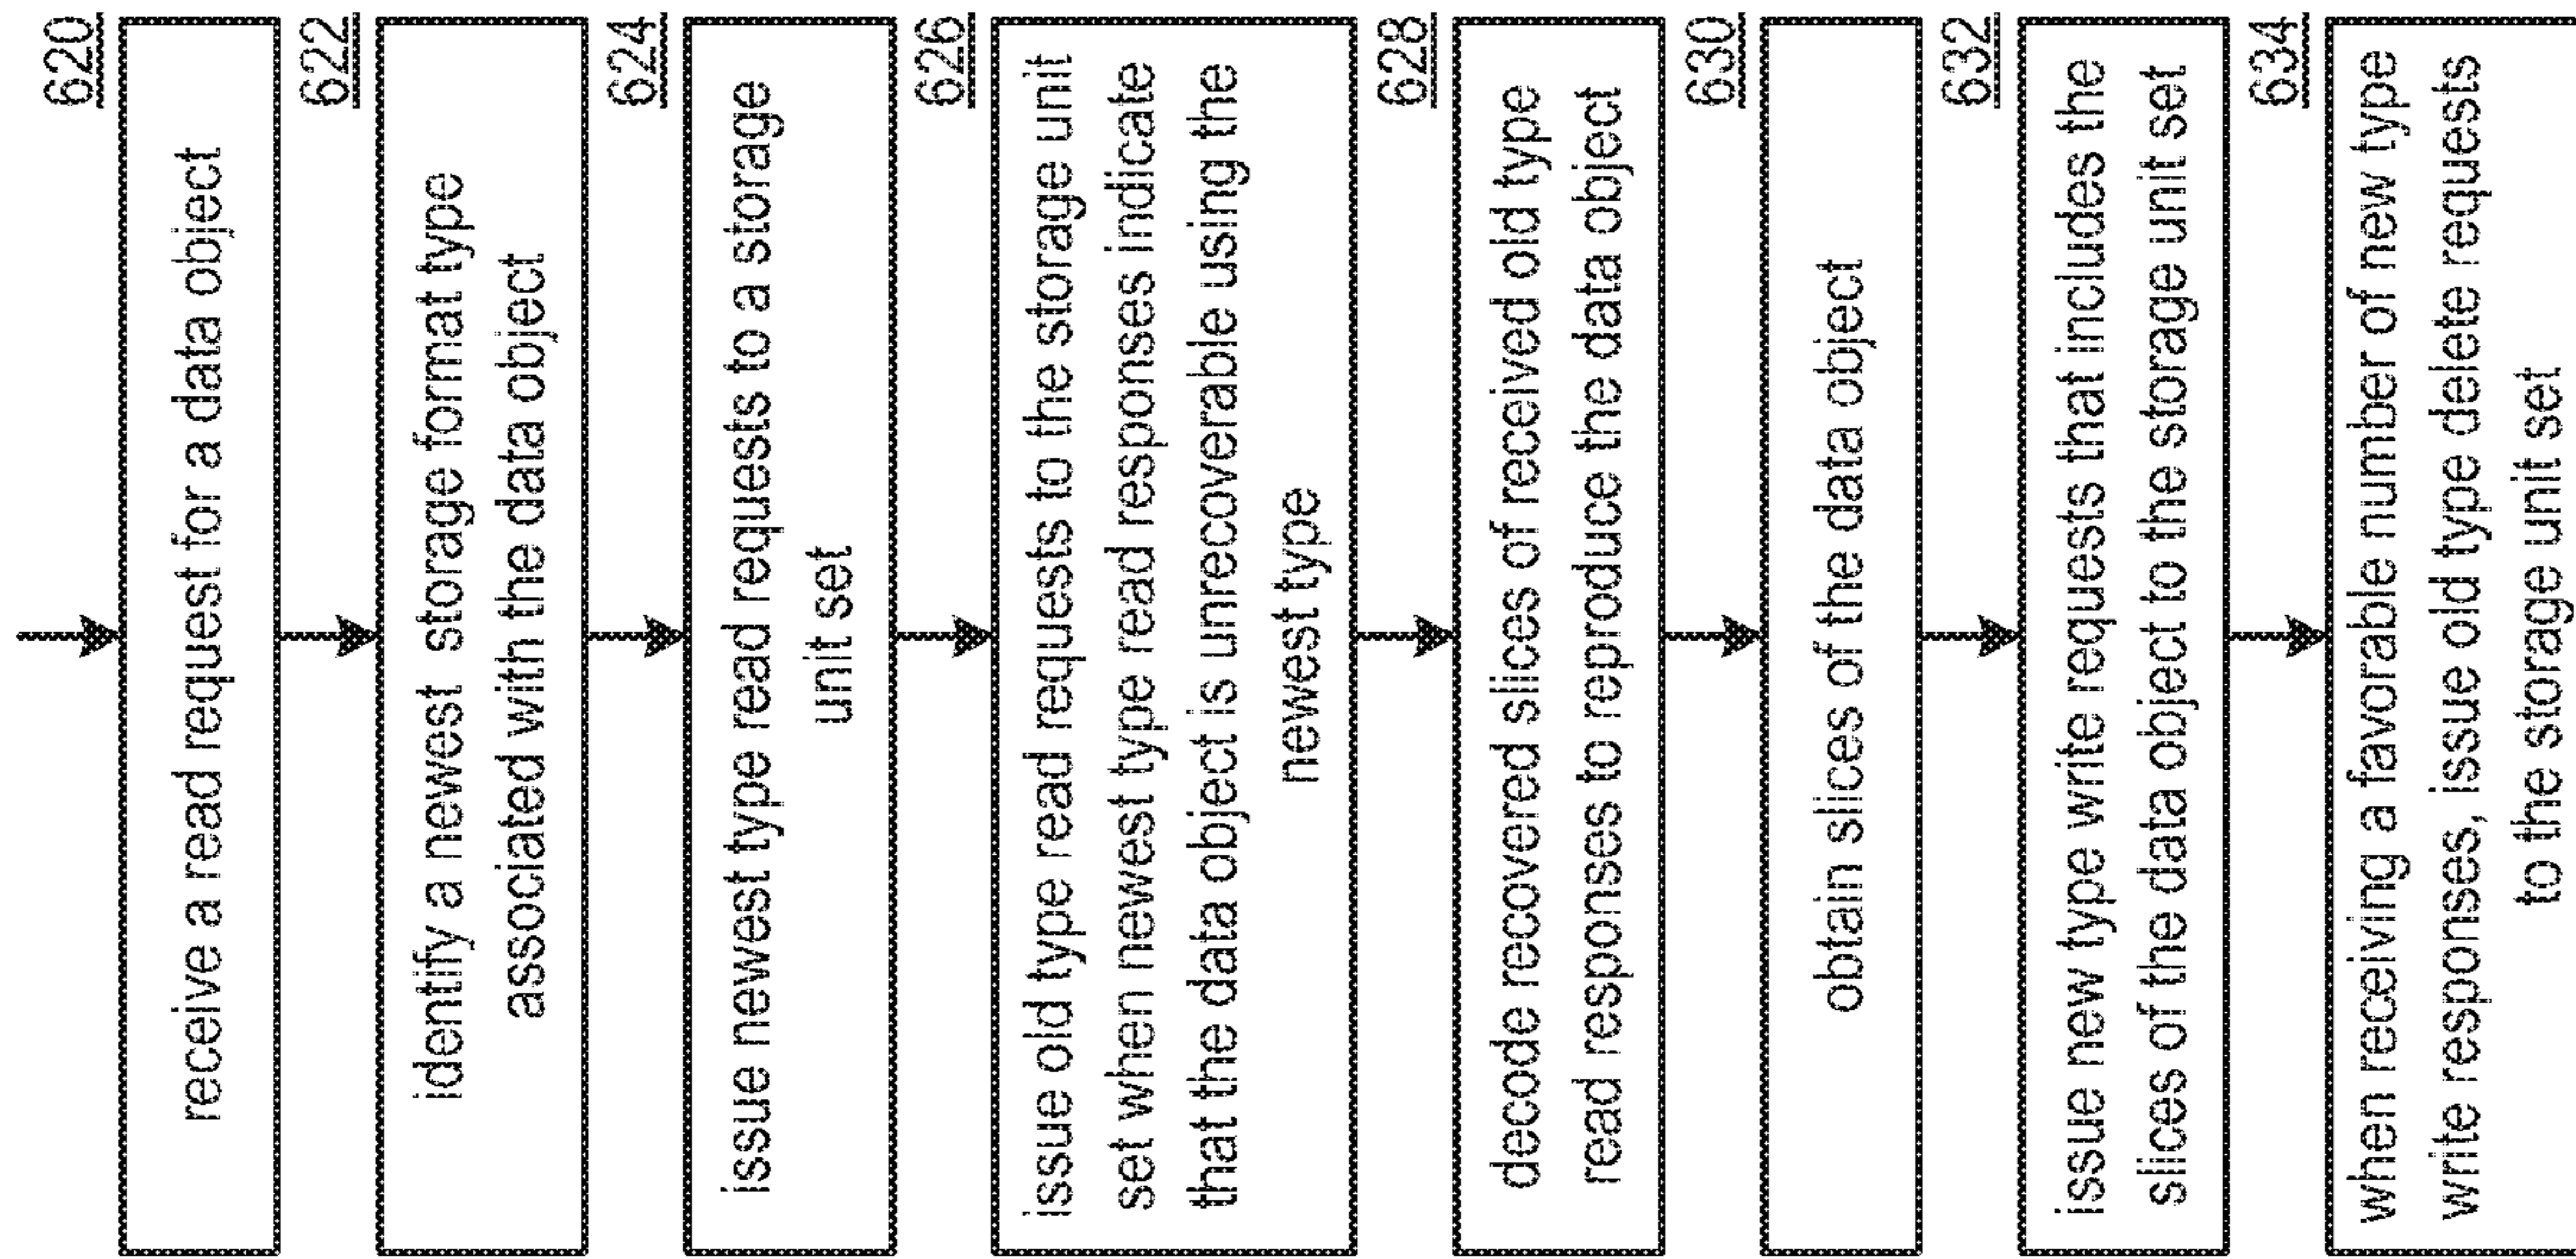 620
receive a read request for a data object
622
identify a newest storage format type
associated with the data object
624
issue newest type read requests to a storage
unit set
626
issue old type read requests to the storage unit
set when newest type read responses indicate
that the data object is unrecoverable using the
newest type
628
decode recovered slices of received old type
read responses to reproduce the data object
630
obtain slices of the data object
632
issue new type write requests that includes the
slices of the data object to the storage unit set
634
when receiving a favorable number of new type
write responses, issue old type delete requests
to the storage unit set